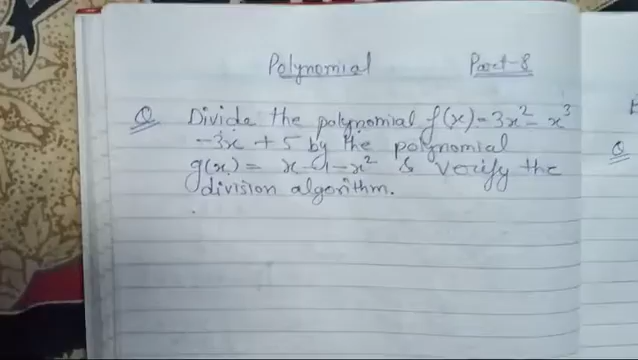 Polynomial Part-8
Q Divide the polynomial f(x) = 3x² - x³
- 3x + 5 by the polynomial
g(x) = x - 1 - x² & verify the
division algorithm.
Q